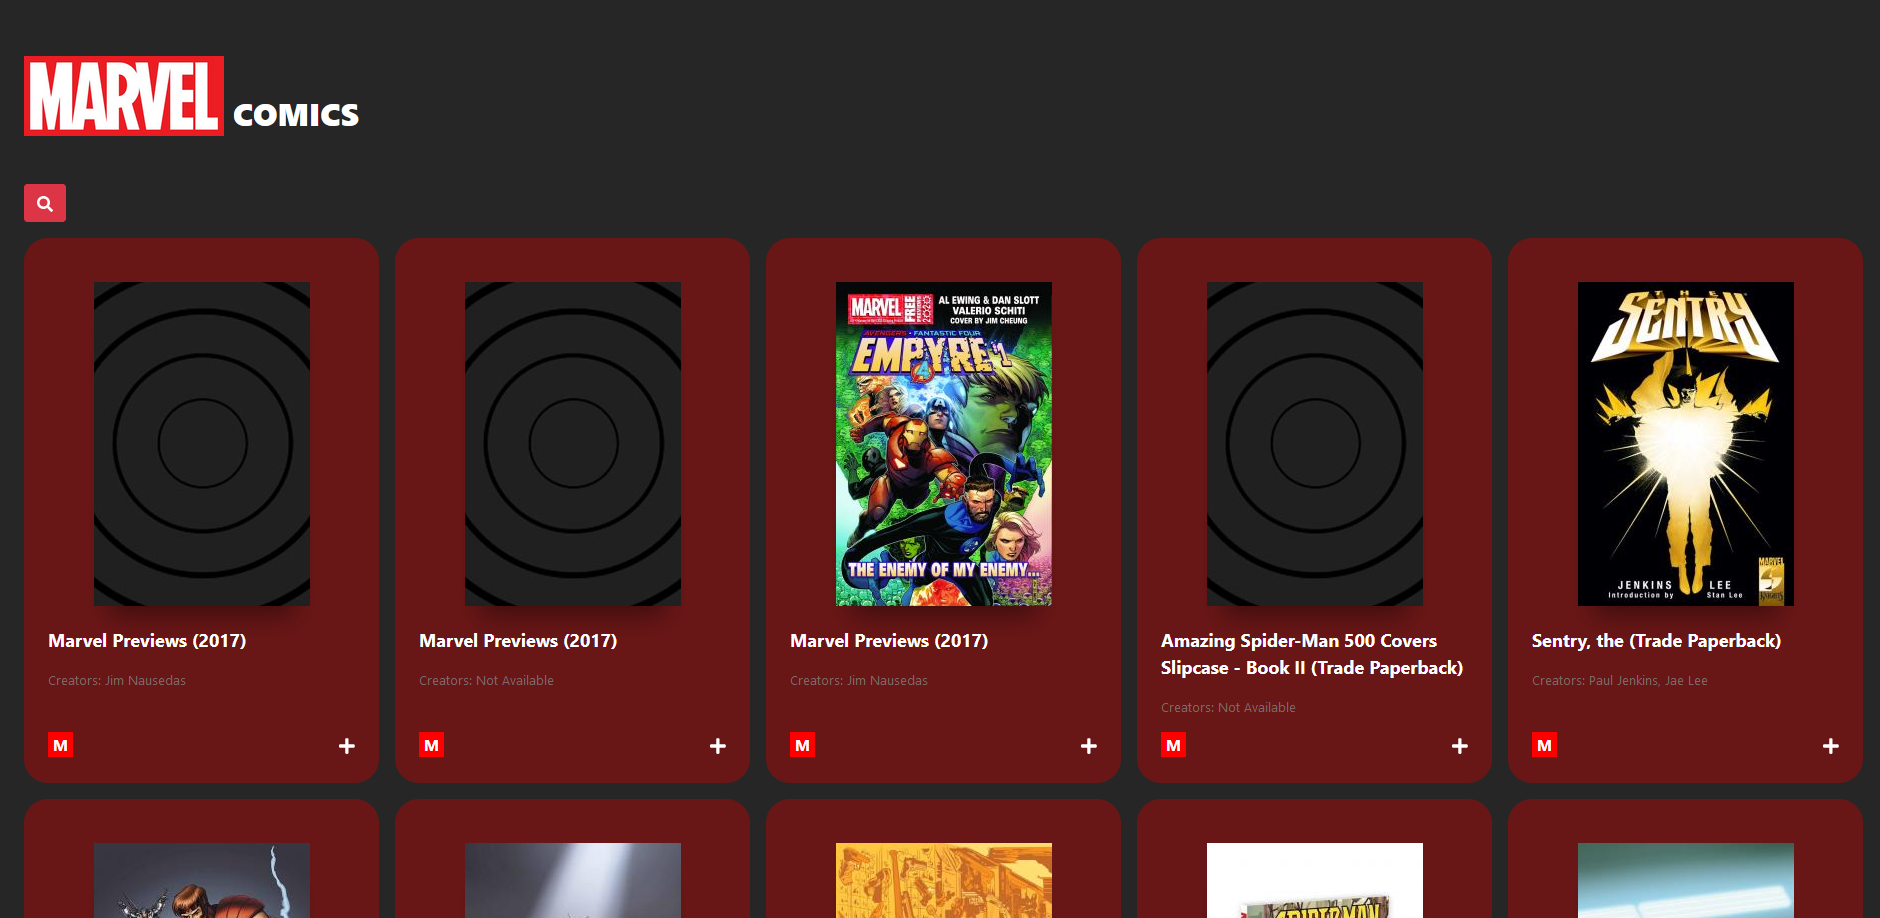 MARVEL COMICS
MARVEL FREE PREVIEWS 2020
AL EWING & DAN SLOTT
VALERIO SCHITI
COVER BY JIM CHEUNG
AVENGERS • FANTASTIC FOUR
EMPYRE #1
THE ENEMY OF MY ENEMY...
THE
SENTRY
JENKINS LEE
Introduction by Stan Lee
MARVEL
KNIGHTS
Marvel Previews (2017)
Creators: Jim Nausedas
M
Marvel Previews (2017)
Creators: Not Available
M
Marvel Previews (2017)
Creators: Jim Nausedas
M
Amazing Spider-Man 500 Covers
Slipcase - Book II (Trade Paperback)
Creators: Not Available
M
Sentry, the (Trade Paperback)
Creators: Paul Jenkins, Jae Lee
M
SPIDER-MAN